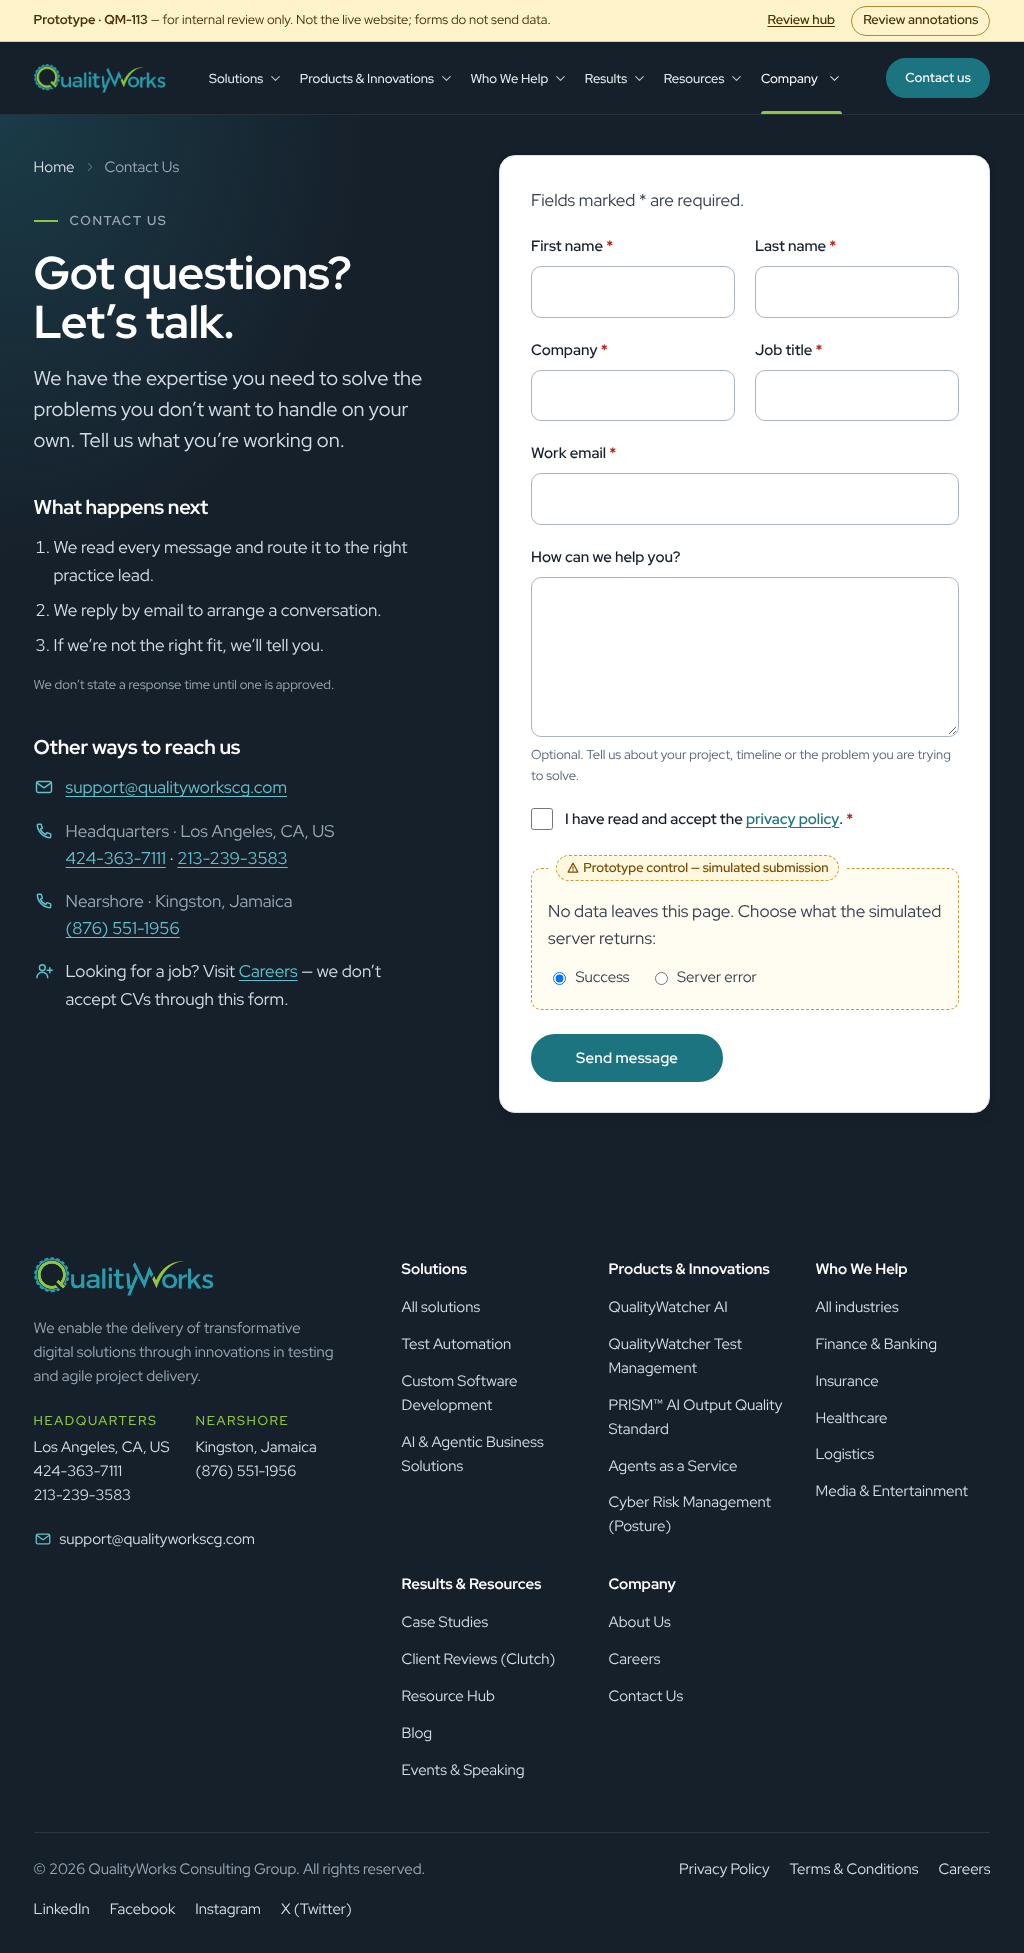 Prototype · QM-113 — for internal review only. Not the live website; forms do not send data.
Review hub
Review annotations
QualityWorks
Solutions
Products & Innovations
Who We Help
Results
Resources
Company
Contact us
Home
Contact Us
CONTACT US
Got questions?
Let’s talk.
We have the expertise you need to solve the
problems you don’t want to handle on your
own. Tell us what you’re working on.
What happens next
1. We read every message and route it to the right
practice lead.
2. We reply by email to arrange a conversation.
3. If we’re not the right fit, we’ll tell you.
We don’t state a response time until one is approved.
Other ways to reach us
support@qualityworkscg.com
Headquarters · Los Angeles, CA, US
424-363-7111 · 213-239-3583
Nearshore · Kingston, Jamaica
(876) 551-1956
Looking for a job? Visit Careers — we don’t
accept CVs through this form.
Fields marked * are required.
First name *
Last name *
Company *
Job title *
Work email *
How can we help you?
Optional. Tell us about your project, timeline or the problem you are trying
to solve.
I have read and accept the privacy policy. *
Prototype control — simulated submission
No data leaves this page. Choose what the simulated
server returns:
Success
Server error
Send message
QualityWorks
We enable the delivery of transformative
digital solutions through innovations in testing
and agile project delivery.
HEADQUARTERS
Los Angeles, CA, US
424-363-7111
213-239-3583
NEARSHORE
Kingston, Jamaica
(876) 551-1956
support@qualityworkscg.com
Solutions
All solutions
Test Automation
Custom Software
Development
AI & Agentic Business
Solutions
Products & Innovations
QualityWatcher AI
QualityWatcher Test
Management
PRISM™ AI Output Quality
Standard
Agents as a Service
Cyber Risk Management
(Posture)
Who We Help
All industries
Finance & Banking
Insurance
Healthcare
Logistics
Media & Entertainment
Results & Resources
Case Studies
Client Reviews (Clutch)
Resource Hub
Blog
Events & Speaking
Company
About Us
Careers
Contact Us
© 2026 QualityWorks Consulting Group. All rights reserved.
Privacy Policy
Terms & Conditions
Careers
LinkedIn
Facebook
Instagram
X (Twitter)